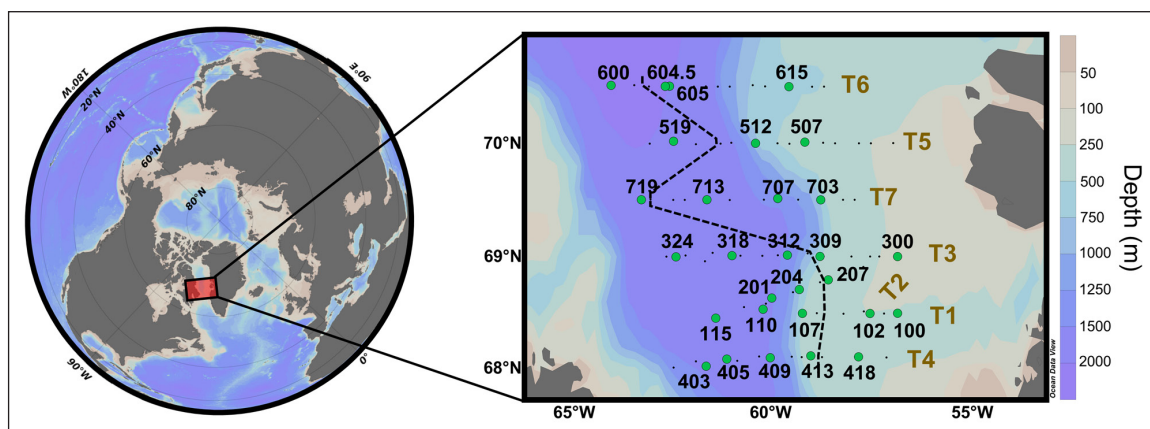 180°W
90°E
20°N
40°N
60°N
80°N
90°W
0°
600 604.5 615 T6
605
519 512 507 T5
70°N
719 713 707 703 T7
324 318 312 309 300 T3
69°N
201 204 207 T2
115 110 107 102 100 T1
403 405 409 413 418 T4
68°N
65°W 60°W 55°W
Ocean Data View
50
100
250
500
750
1000
1250
1500
2000
Depth (m)